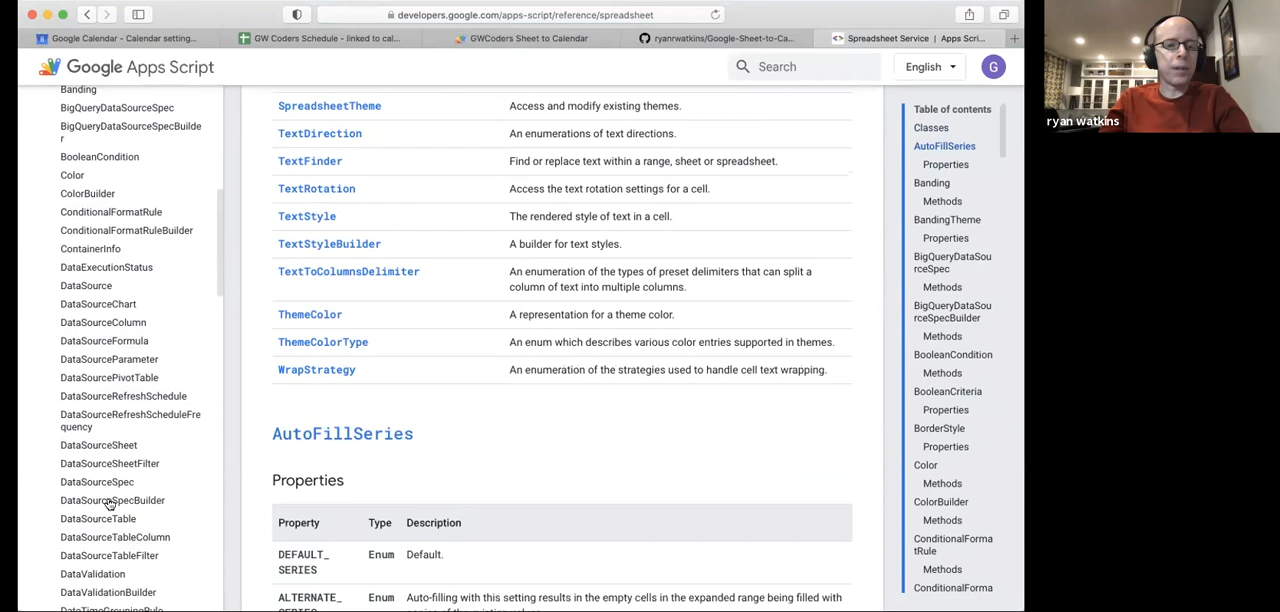 developers.google.com/apps-script/reference/spreadsheet
Google Calendar - Calendar setting...
GW Coders Schedule - linked to cal...
GWCoders Sheet to Calendar
ryanrwatkins/Google-Sheet-to-Ca...
Spreadsheet Service | Apps Scri...
Google Apps Script
Search
English
G
Banding
BigQueryDataSourceSpec
BigQueryDataSourceSpecBuilde
r
BooleanCondition
Color
ColorBuilder
ConditionalFormatRule
ConditionalFormatRuleBuilder
ContainerInfo
DataExecutionStatus
DataSource
DataSourceChart
DataSourceColumn
DataSourceFormula
DataSourceParameter
DataSourcePivotTable
DataSourceRefreshSchedule
DataSourceRefreshScheduleFre
quency
DataSourceSheet
DataSourceSheetFilter
DataSourceSpec
DataSourceSpecBuilder
DataSourceTable
DataSourceTableColumn
DataSourceTableFilter
DataValidation
DataValidationBuilder
DateTimeGroupingRule
SpreadsheetTheme Access and modify existing themes.
TextDirection An enumerations of text directions.
TextFinder Find or replace text within a range, sheet or spreadsheet.
TextRotation Access the text rotation settings for a cell.
TextStyle The rendered style of text in a cell.
TextStyleBuilder A builder for text styles.
TextToColumnsDelimiter An enumeration of the types of preset delimiters that can split a
column of text into multiple columns.
ThemeColor A representation for a theme color.
ThemeColorType An enum which describes various color entries supported in themes.
WrapStrategy An enumeration of the strategies used to handle cell text wrapping.
AutoFillSeries
Properties
Property Type Description
DEFAULT_ Enum Default.
SERIES
ALTERNATE_ Enum Auto-filling with this setting results in the empty cells in the expanded range being filled with
Table of contents
Classes
AutoFillSeries
Properties
Banding
Methods
BandingTheme
Properties
BigQueryDataSou
rceSpec
Methods
BigQueryDataSou
rceSpecBuilder
Methods
BooleanCondition
Methods
BooleanCriteria
Properties
BorderStyle
Properties
Color
Methods
ColorBuilder
Methods
ConditionalForma
tRule
Methods
ConditionalForma
ryan watkins